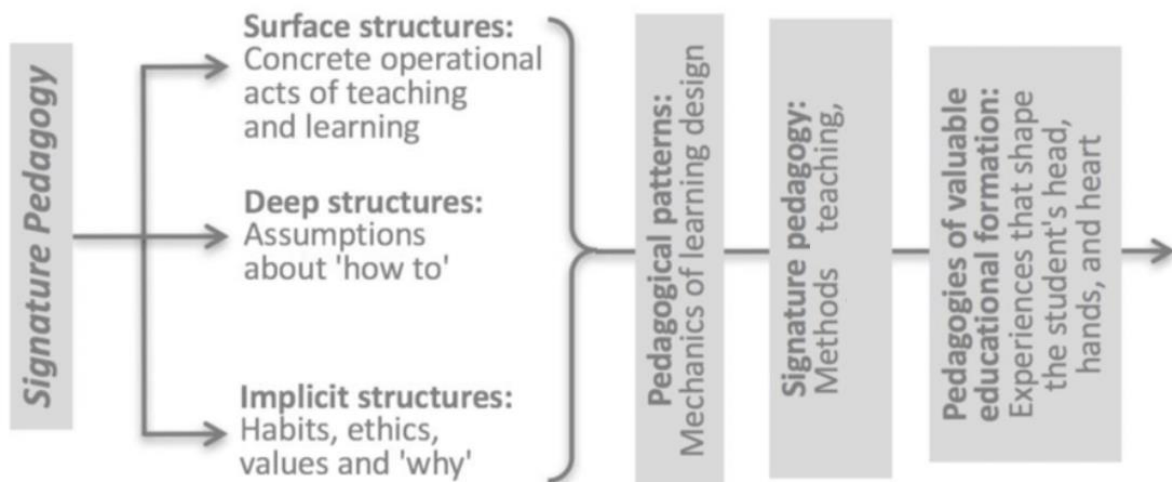 Signature Pedagogy
Surface structures:
Concrete operational
acts of teaching
and learning
Deep structures:
Assumptions
about 'how to'
Implicit structures:
Habits, ethics,
values and 'why'
Pedagogical patterns:
Mechanics of learning design
Signature pedagogy:
Methods teaching,
Pedagogies of valuable
educational formation:
Experiences that shape
the student's head,
hands, and heart